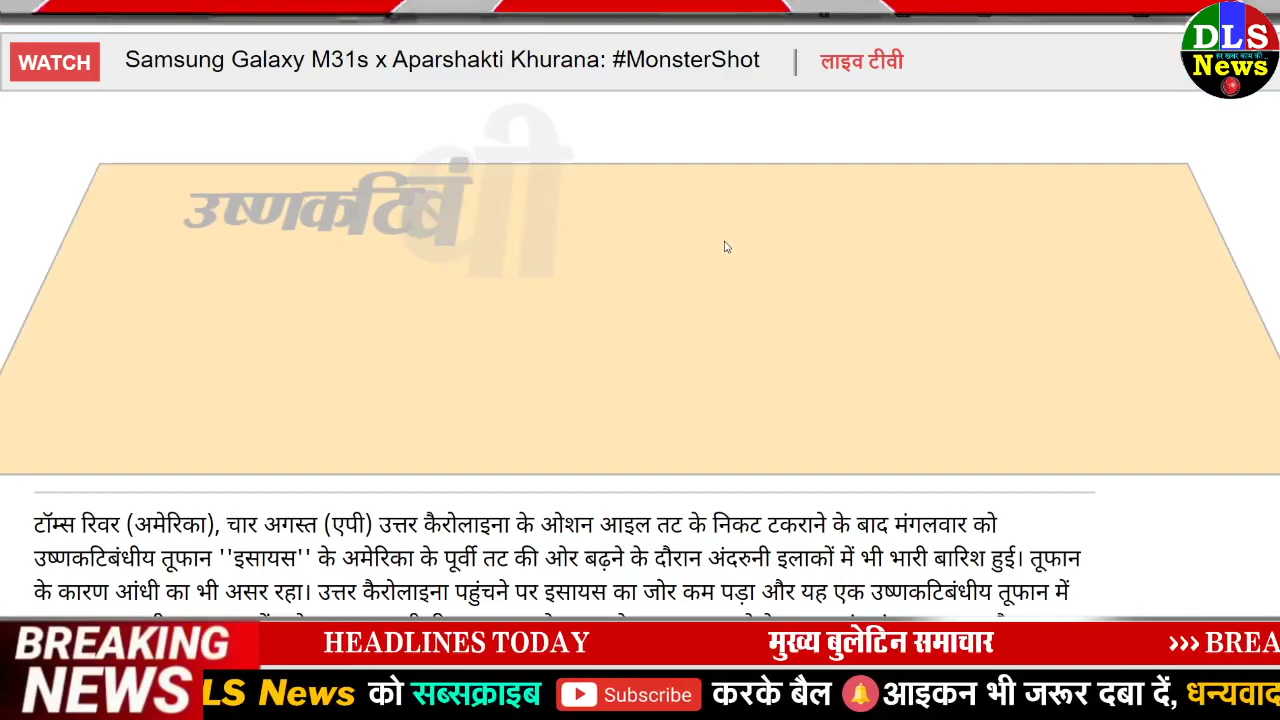 WATCH Samsung Galaxy M31s x Aparshakti Khurana: #MonsterShot | लाइव टीवी
DLS
हर खबर काम की..
News
उष्णकटिबंधी
टॉम्स रिवर (अमेरिका), चार अगस्त (एपी) उत्तर कैरोलाइना के ओशन आइल तट के निकट टकराने के बाद मंगलवार को
उष्णकटिबंधीय तूफान ''इसायस'' के अमेरिका के पूर्वी तट की ओर बढ़ने के दौरान अंदरुनी इलाकों में भी भारी बारिश हुई। तूफान
के कारण आंधी का भी असर रहा। उत्तर कैरोलाइना पहुंचने पर इसायस का जोर कम पड़ा और यह एक उष्णकटिबंधीय तूफान में
BREAKING
NEWS
HEADLINES TODAY मुख्य बुलेटिन समाचार ››› BREA
LS News को सब्सक्राइब Subscribe करके बैल आइकन भी जरूर दबा दें, धन्यवाद